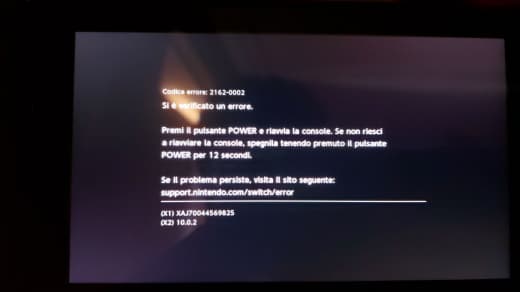 Codice errore: 2162-0002
Si è verificato un errore.
Premi il pulsante POWER e riavvia la console. Se non riesci
a riavviare la console, spegnila tenendo premuto il pulsante
POWER per 12 secondi.
Se il problema persiste, visita il sito seguente:
support.nintendo.com/switch/error
(X1) XAJ70044569825
(X2) 10.0.2